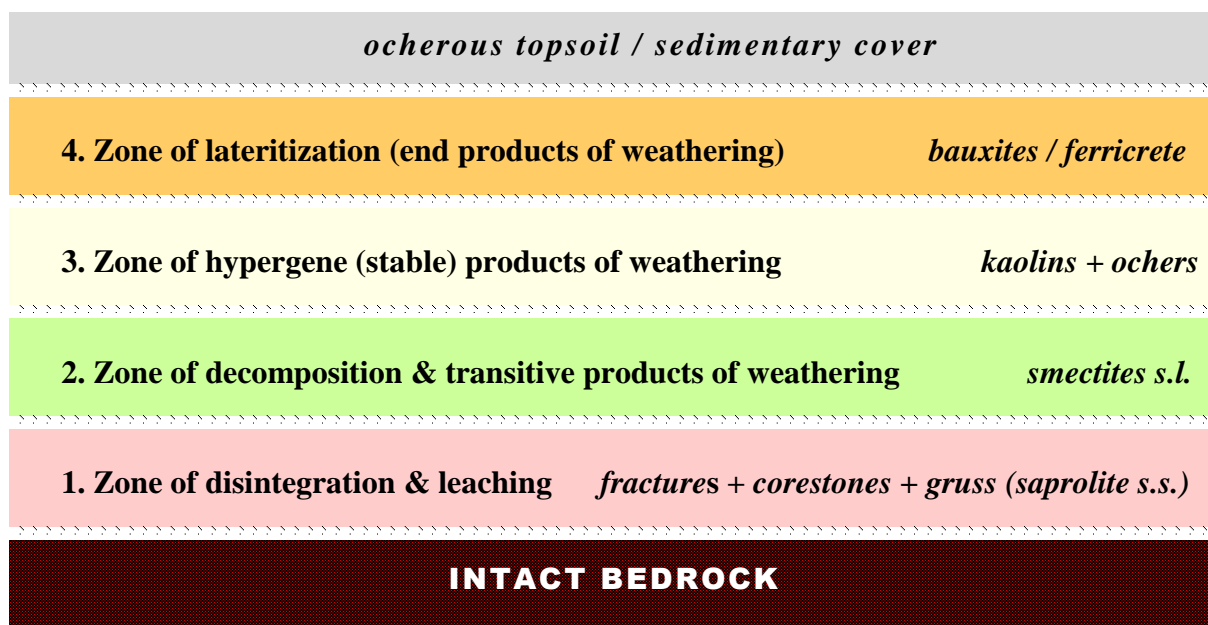 ocherous topsoil / sedimentary cover
4. Zone of lateritization (end products of weathering) bauxites / ferricrete
3. Zone of hypergene (stable) products of weathering kaolins + ochers
2. Zone of decomposition & transitive products of weathering smectites s.l.
1. Zone of disintegration & leaching fractures + corestones + gruss (saprolite s.s.)
INTACT BEDROCK